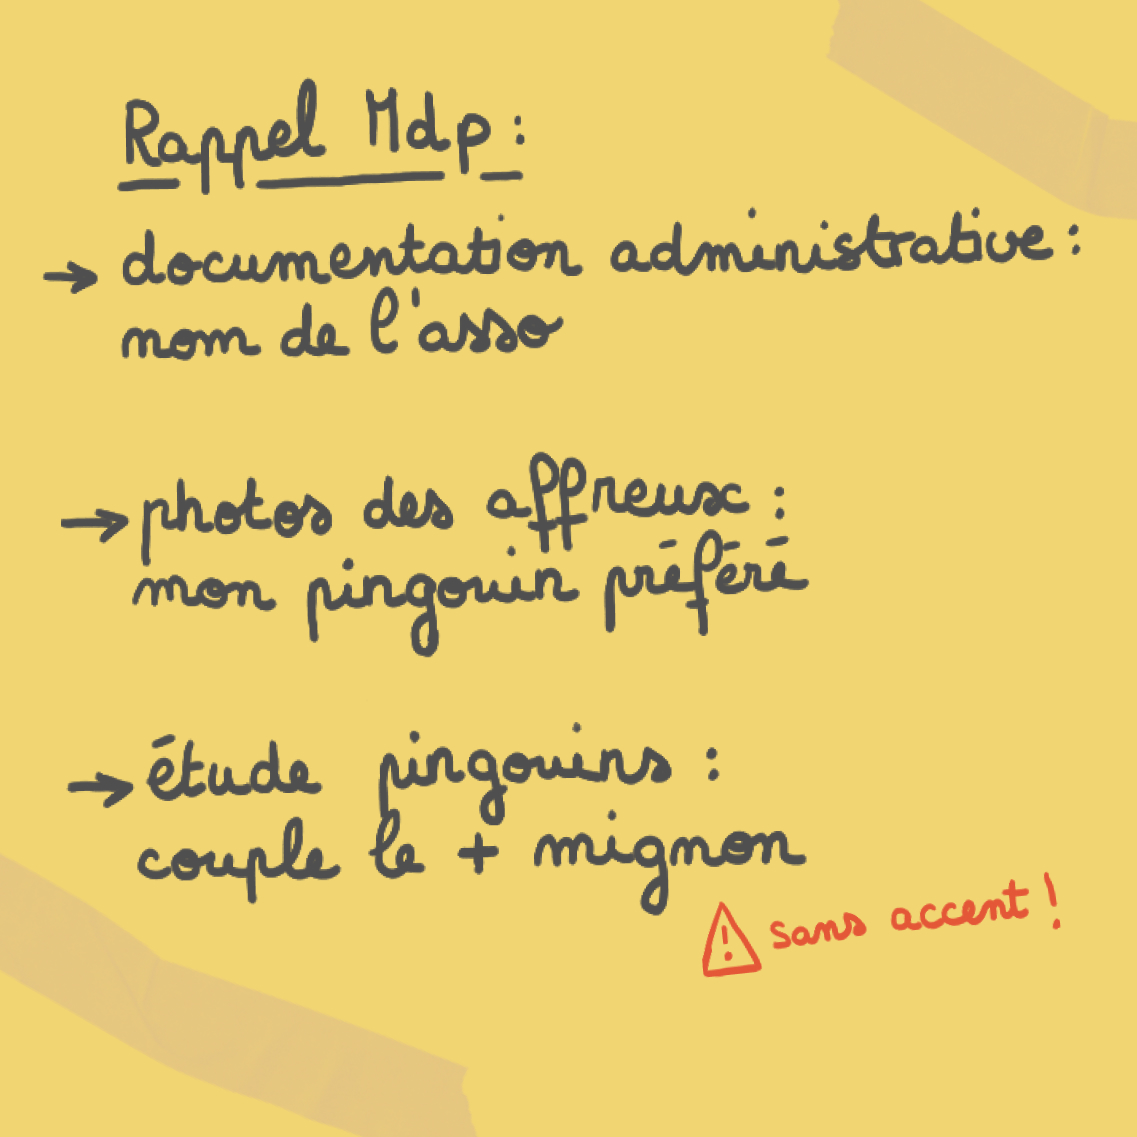 Rappel Mdp :
→ documentation administrative :
nom de l'asso
→ photos des affreux :
mon pingouin préféré
→ étude pingouins :
couple le + mignon
⚠ sans accent !